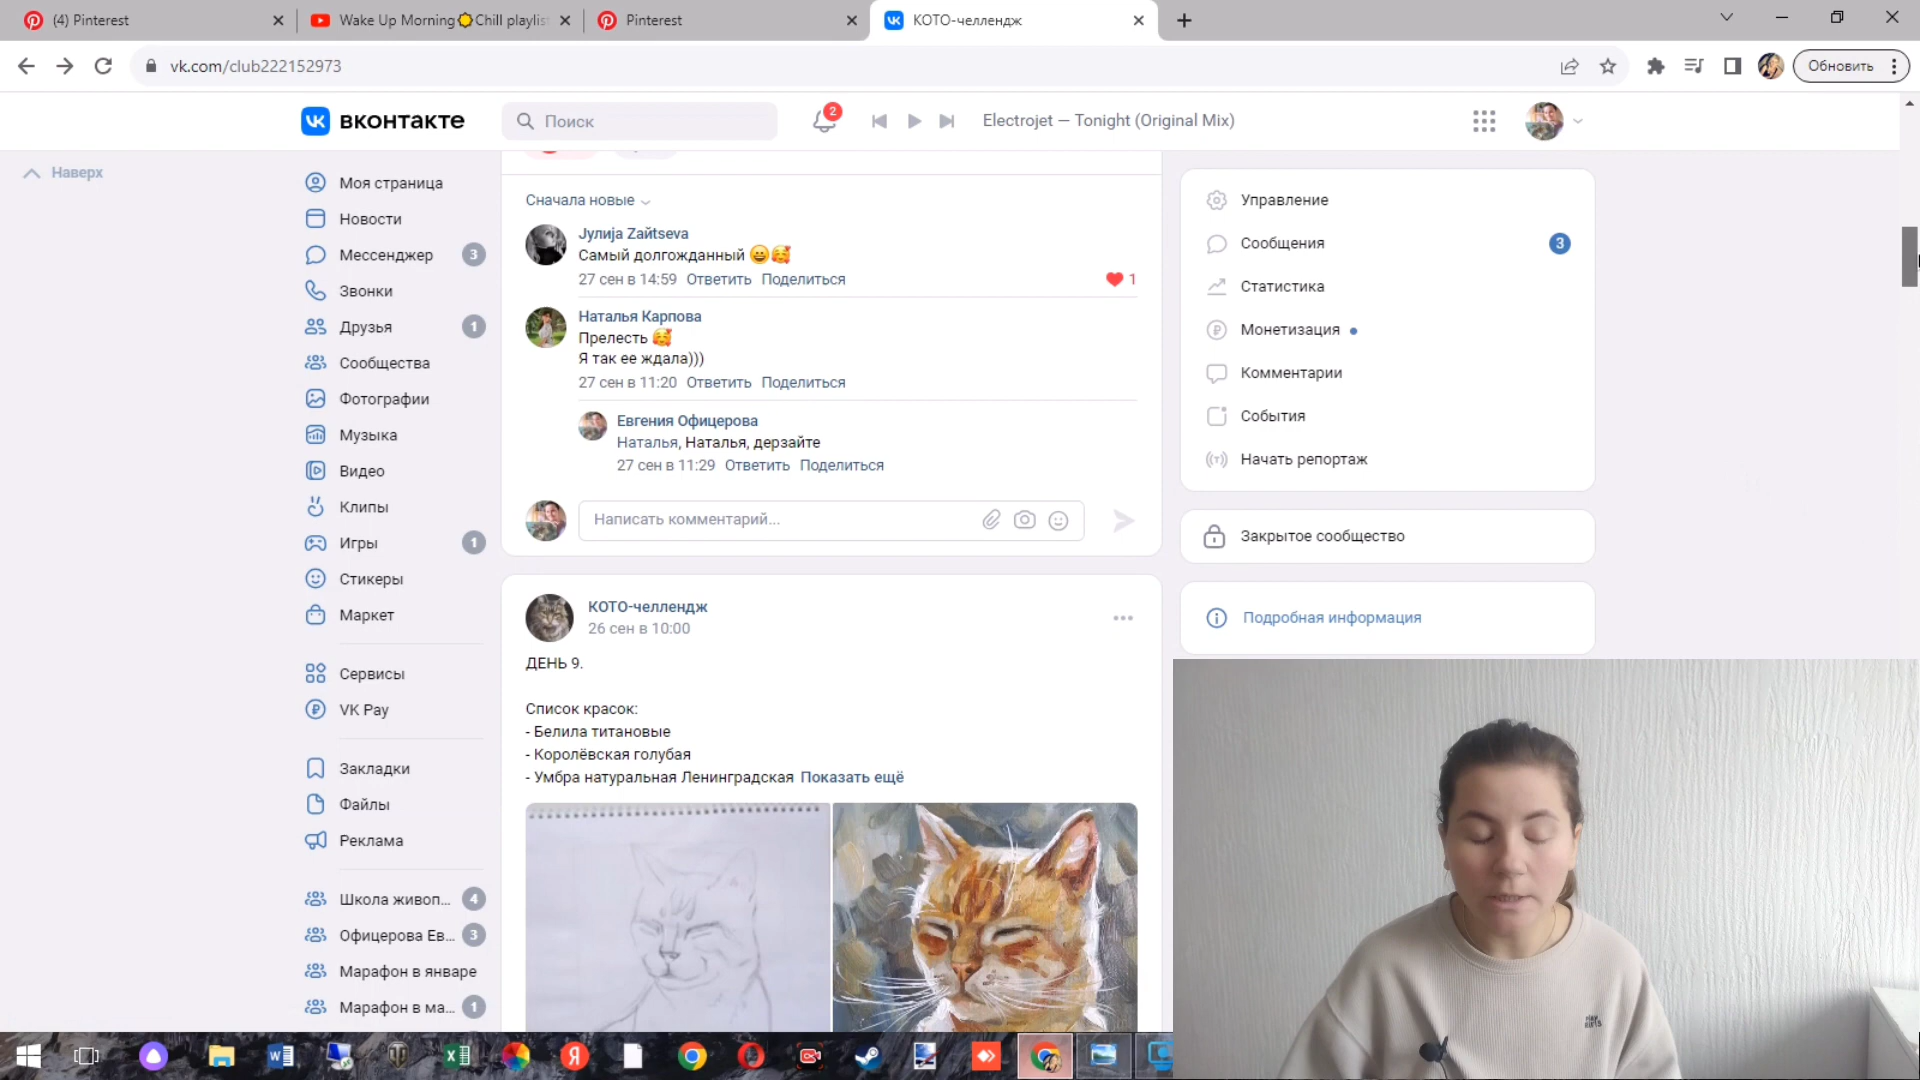 (4) Pinterest
Wake Up Morning🌞Chill playlis
Pinterest
КОТО-челлендж
vk.com/club222152973
Обновить
вконтакте
Поиск
2
Electrojet — Tonight (Original Mix)
Наверх
Моя страница
Новости
Мессенджер 3
Звонки
Друзья 1
Сообщества
Фотографии
Музыка
Видео
Клипы
Игры 1
Стикеры
Маркет
Сервисы
VK Pay
Закладки
Файлы
Реклама
Школа живоп... 4
Офицерова Ев... 3
Марафон в январе
Марафон в ма... 1
Сначала новые
Јулија Zайtseva
Самый долгожданный 😀🥰
27 сен в 14:59 Ответить Поделиться
1
Наталья Карпова
Прелесть 🥰
Я так ее ждала)))
27 сен в 11:20 Ответить Поделиться
Евгения Офицерова
Наталья, Наталья, дерзайте
27 сен в 11:29 Ответить Поделиться
Написать комментарий...
КОТО-челлендж
26 сен в 10:00
ДЕНЬ 9.
Список красок:
- Белила титановые
- Королёвская голубая
- Умбра натуральная Ленинградская Показать ещё
Управление
Сообщения 3
Статистика
Монетизация
Комментарии
События
Начать репортаж
Закрытое сообщество
Подробная информация